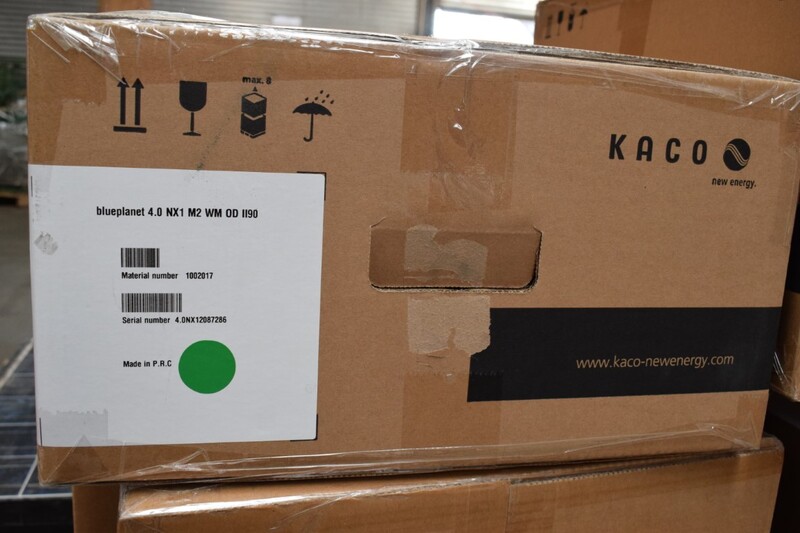 max. 8
KACO
new energy.
blueplanet 4.0 NX1 M2 WM OD II90
Material number 1002017
Serial number 4.0NX12087286
Made in P.R.C
www.kaco-newenergy.com